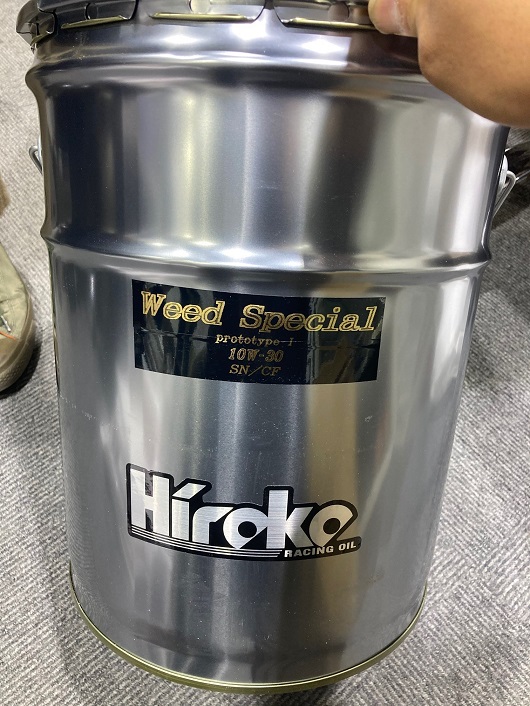 Weed Special
prototype-I
10W-30
SN/CF
Hiroko
RACING OIL